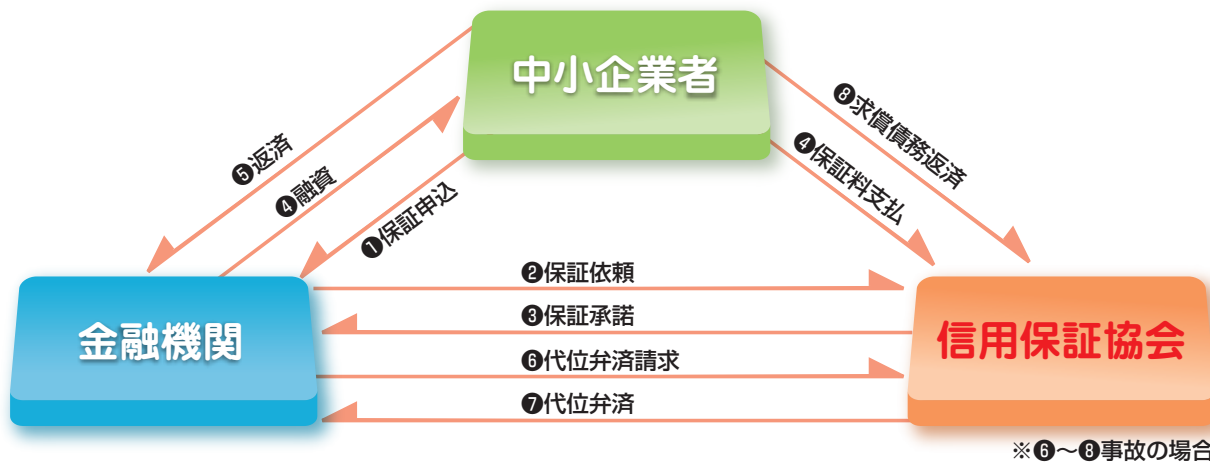 中小企業者
❺返済
❹融資
❶保証申込
❽求償債務返済
❹保証料支払
金融機関
❷保証依頼
❸保証承諾
❻代位弁済請求
❼代位弁済
信用保証協会
※❻～❽事故の場合